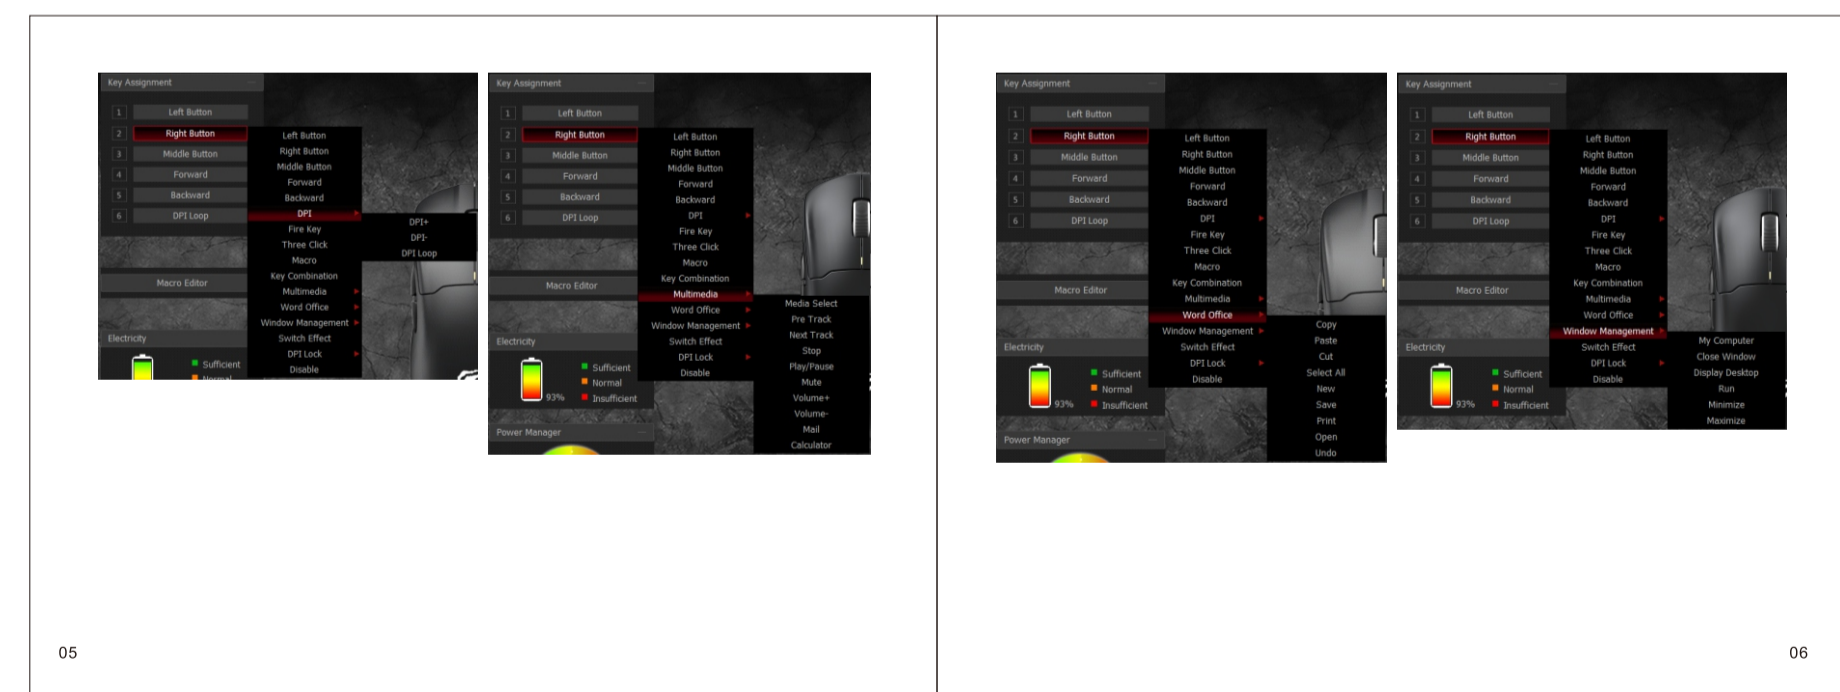 Key Assignment
1 Left Button
2 Right Button
3 Middle Button
4 Forward
5 Backward
6 DPI Loop
Left Button
Right Button
Middle Button
Forward
Backward
DPI
Fire Key
Three Click
Macro
Key Combination
Multimedia
Word Office
Window Management
Switch Effect
DPI Lock
Disable
DPI+
DPI-
DPI Loop
Macro Editor
Electricity
Sufficient
Normal
Key Assignment
1 Left Button
2 Right Button
3 Middle Button
4 Forward
5 Backward
6 DPI Loop
Left Button
Right Button
Middle Button
Forward
Backward
DPI
Fire Key
Three Click
Macro
Key Combination
Multimedia
Word Office
Window Management
Switch Effect
DPI Lock
Disable
Media Select
Pre Track
Next Track
Stop
Play/Pause
Mute
Volume+
Volume-
Mail
Calculator
Macro Editor
Electricity
93%
Sufficient
Normal
Insufficient
Power Manager
05
Key Assignment
1 Left Button
2 Right Button
3 Middle Button
4 Forward
5 Backward
6 DPI Loop
Left Button
Right Button
Middle Button
Forward
Backward
DPI
Fire Key
Three Click
Macro
Key Combination
Multimedia
Word Office
Window Management
Switch Effect
DPI Lock
Disable
Copy
Paste
Cut
Select All
New
Save
Print
Open
Undo
Macro Editor
Electricity
93%
Sufficient
Normal
Insufficient
Power Manager
Key Assignment
1 Left Button
2 Right Button
3 Middle Button
4 Forward
5 Backward
6 DPI Loop
Left Button
Right Button
Middle Button
Forward
Backward
DPI
Fire Key
Three Click
Macro
Key Combination
Multimedia
Word Office
Window Management
Switch Effect
DPI Lock
Disable
My Computer
Close Window
Display Desktop
Run
Minimize
Maximize
Macro Editor
Electricity
93%
Sufficient
Normal
Insufficient
06